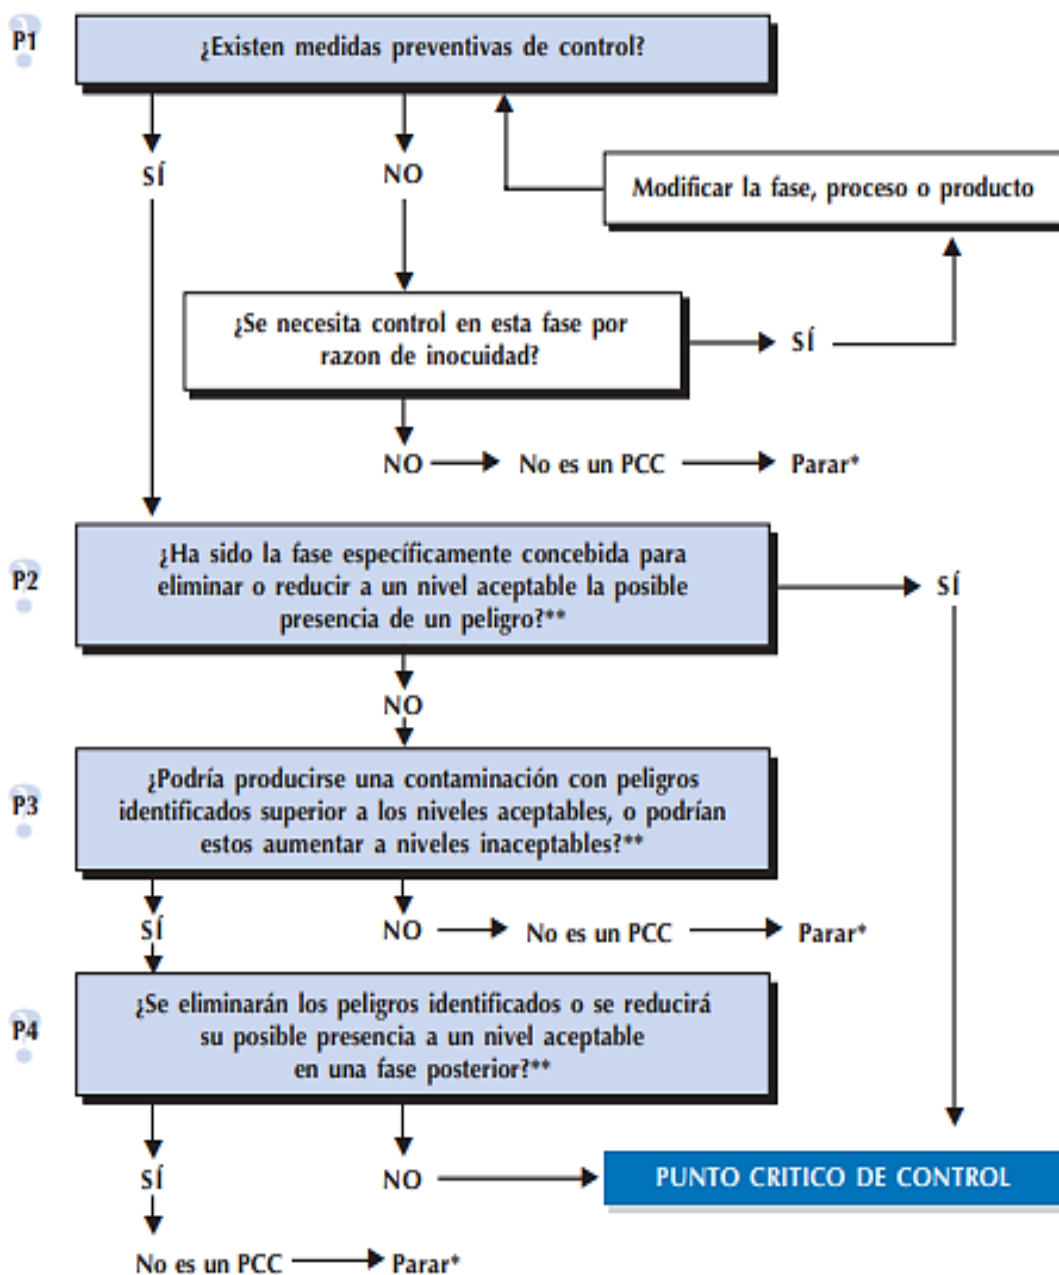 P1
¿Existen medidas preventivas de control?
SÍ
NO
Modificar la fase, proceso o producto
¿Se necesita control en esta fase por
razon de inocuidad?
SÍ
NO
No es un PCC
Parar*
P2
¿Ha sido la fase específicamente concebida para
eliminar o reducir a un nivel aceptable la posible
presencia de un peligro?**
SÍ
NO
P3
¿Podría producirse una contaminación con peligros
identificados superior a los niveles aceptables, o podrían
estos aumentar a niveles inaceptables?**
SÍ
NO
No es un PCC
Parar*
P4
¿Se eliminarán los peligros identificados o se reducirá
su posible presencia a un nivel aceptable
en una fase posterior?**
SÍ
NO
PUNTO CRITICO DE CONTROL
No es un PCC
Parar*